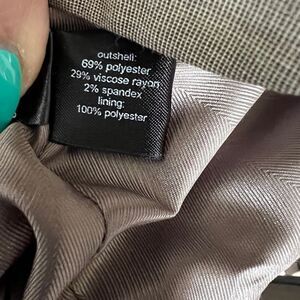 outshell:
69% polyester
29% viscose rayon
2% spandex
lining:
100% polyester